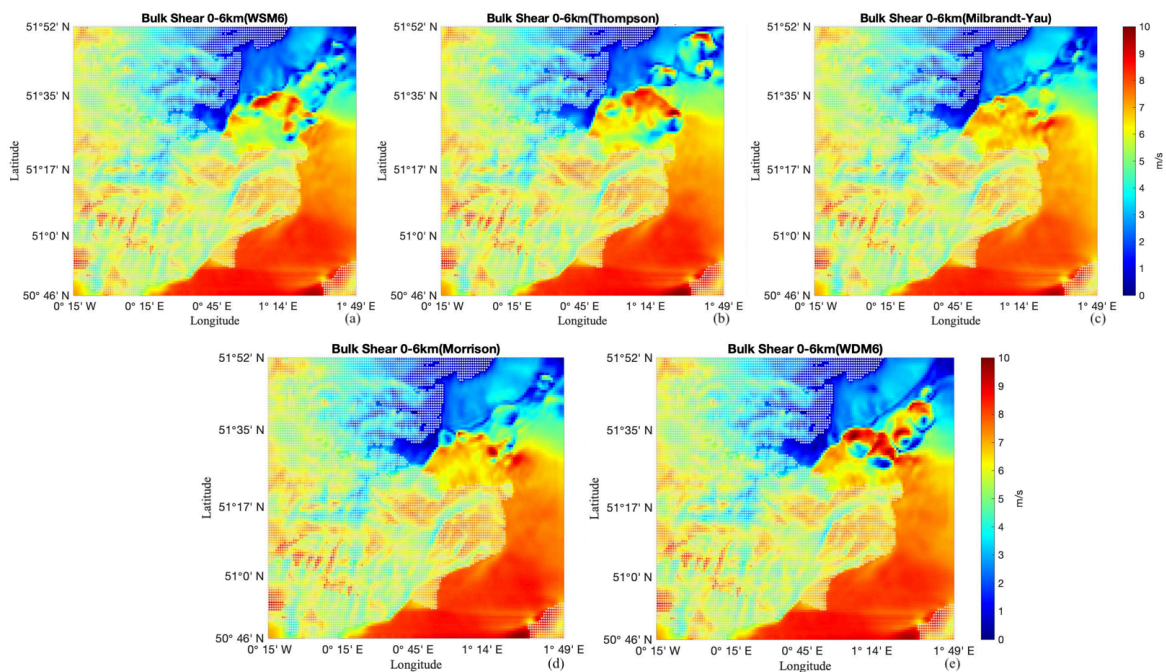 Bulk Shear 0-6km(WSM6)
51° 52' N
51° 35' N
51° 17' N
51° 0' N
50° 46' N
Latitude
0° 15' W 0° 15' E 0° 45' E 1° 14' E 1° 49' E
Longitude
(a)
Bulk Shear 0-6km(Thompson)
51° 52' N
51° 35' N
51° 17' N
51° 0' N
50° 46' N
Latitude
0° 15' W 0° 15' E 0° 45' E 1° 14' E 1° 49' E
Longitude
(b)
Bulk Shear 0-6km(Milbrandt-Yau)
51° 52' N
51° 35' N
51° 17' N
51° 0' N
50° 46' N
Latitude
0° 15' W 0° 15' E 0° 45' E 1° 14' E 1° 49' E
Longitude
(c)
10
9
8
7
6
5
4
3
2
1
0
m/s
Bulk Shear 0-6km(Morrison)
51° 52' N
51° 35' N
51° 17' N
51° 0' N
50° 46' N
Latitude
0° 15' W 0° 15' E 0° 45' E 1° 14' E 1° 49' E
Longitude
(d)
Bulk Shear 0-6km(WDM6)
51° 52' N
51° 35' N
51° 17' N
51° 0' N
50° 46' N
Latitude
0° 15' W 0° 15' E 0° 45' E 1° 14' E 1° 49' E
Longitude
(e)
10
9
8
7
6
5
4
3
2
1
0
m/s